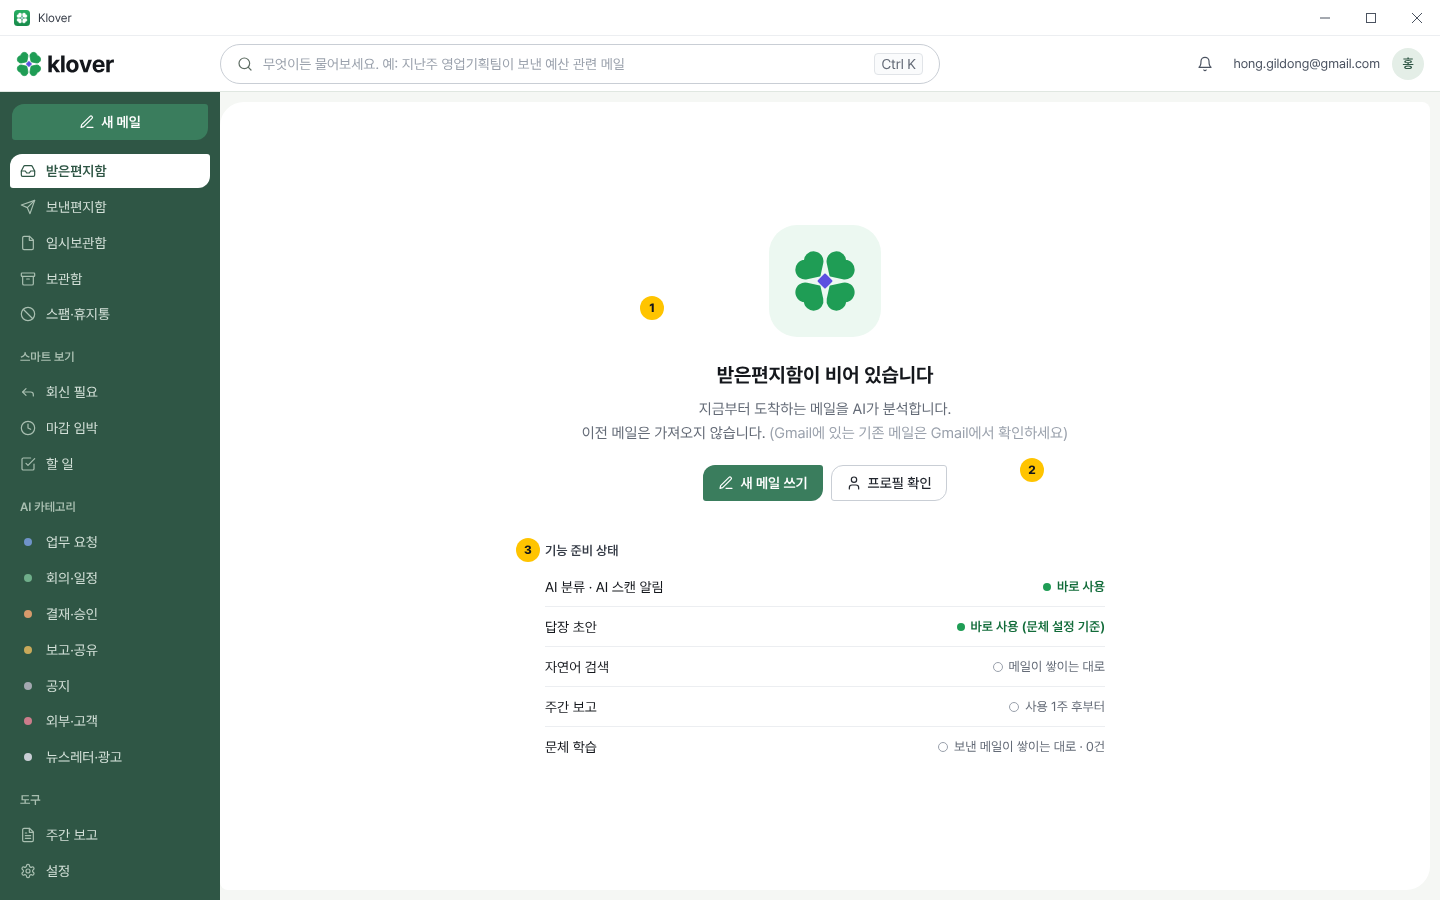 Klover
klover
무엇이든 물어보세요. 예: 지난주 영업기획팀이 보낸 예산 관련 메일
Ctrl K
hong.gildong@gmail.com
홍
새 메일
받은편지함
보낸편지함
임시보관함
보관함
스팸·휴지통
스마트 보기
회신 필요
마감 임박
할 일
AI 카테고리
업무 요청
회의·일정
결재·승인
보고·공유
공지
외부·고객
뉴스레터·광고
도구
주간 보고
설정
1
받은편지함이 비어 있습니다
지금부터 도착하는 메일을 AI가 분석합니다.
이전 메일은 가져오지 않습니다. (Gmail에 있는 기존 메일은 Gmail에서 확인하세요)
2
새 메일 쓰기
프로필 확인
3 기능 준비 상태
AI 분류 · AI 스캔 알림 바로 사용
답장 초안 바로 사용 (문체 설정 기준)
자연어 검색 메일이 쌓이는 대로
주간 보고 사용 1주 후부터
문체 학습 보낸 메일이 쌓이는 대로 · 0건